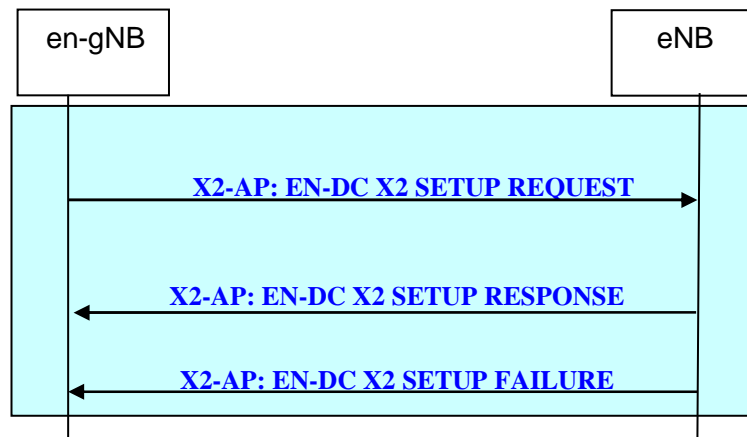 en-gNB
eNB
X2-AP: EN-DC X2 SETUP REQUEST
X2-AP: EN-DC X2 SETUP RESPONSE
X2-AP: EN-DC X2 SETUP FAILURE